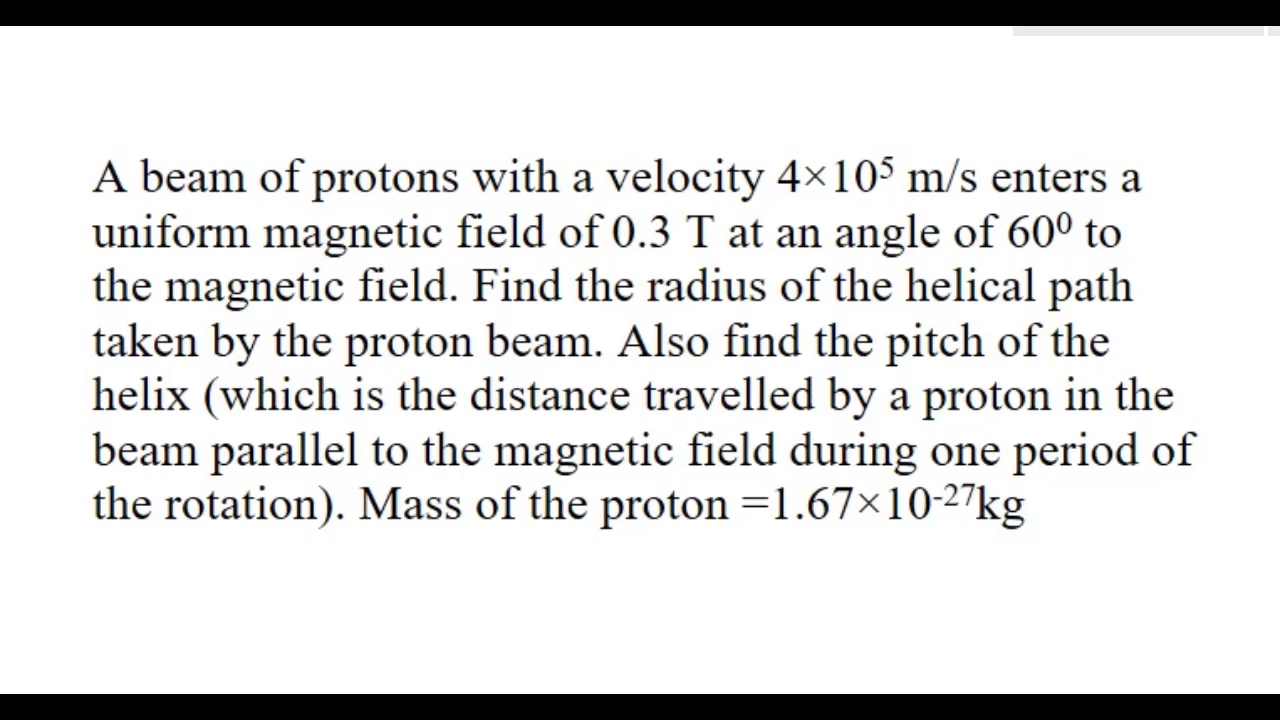 A beam of protons with a velocity 4×10⁵ m/s enters a
uniform magnetic field of 0.3 T at an angle of 60⁰ to
the magnetic field. Find the radius of the helical path
taken by the proton beam. Also find the pitch of the
helix (which is the distance travelled by a proton in the
beam parallel to the magnetic field during one period of
the rotation). Mass of the proton =1.67×10⁻²⁷kg